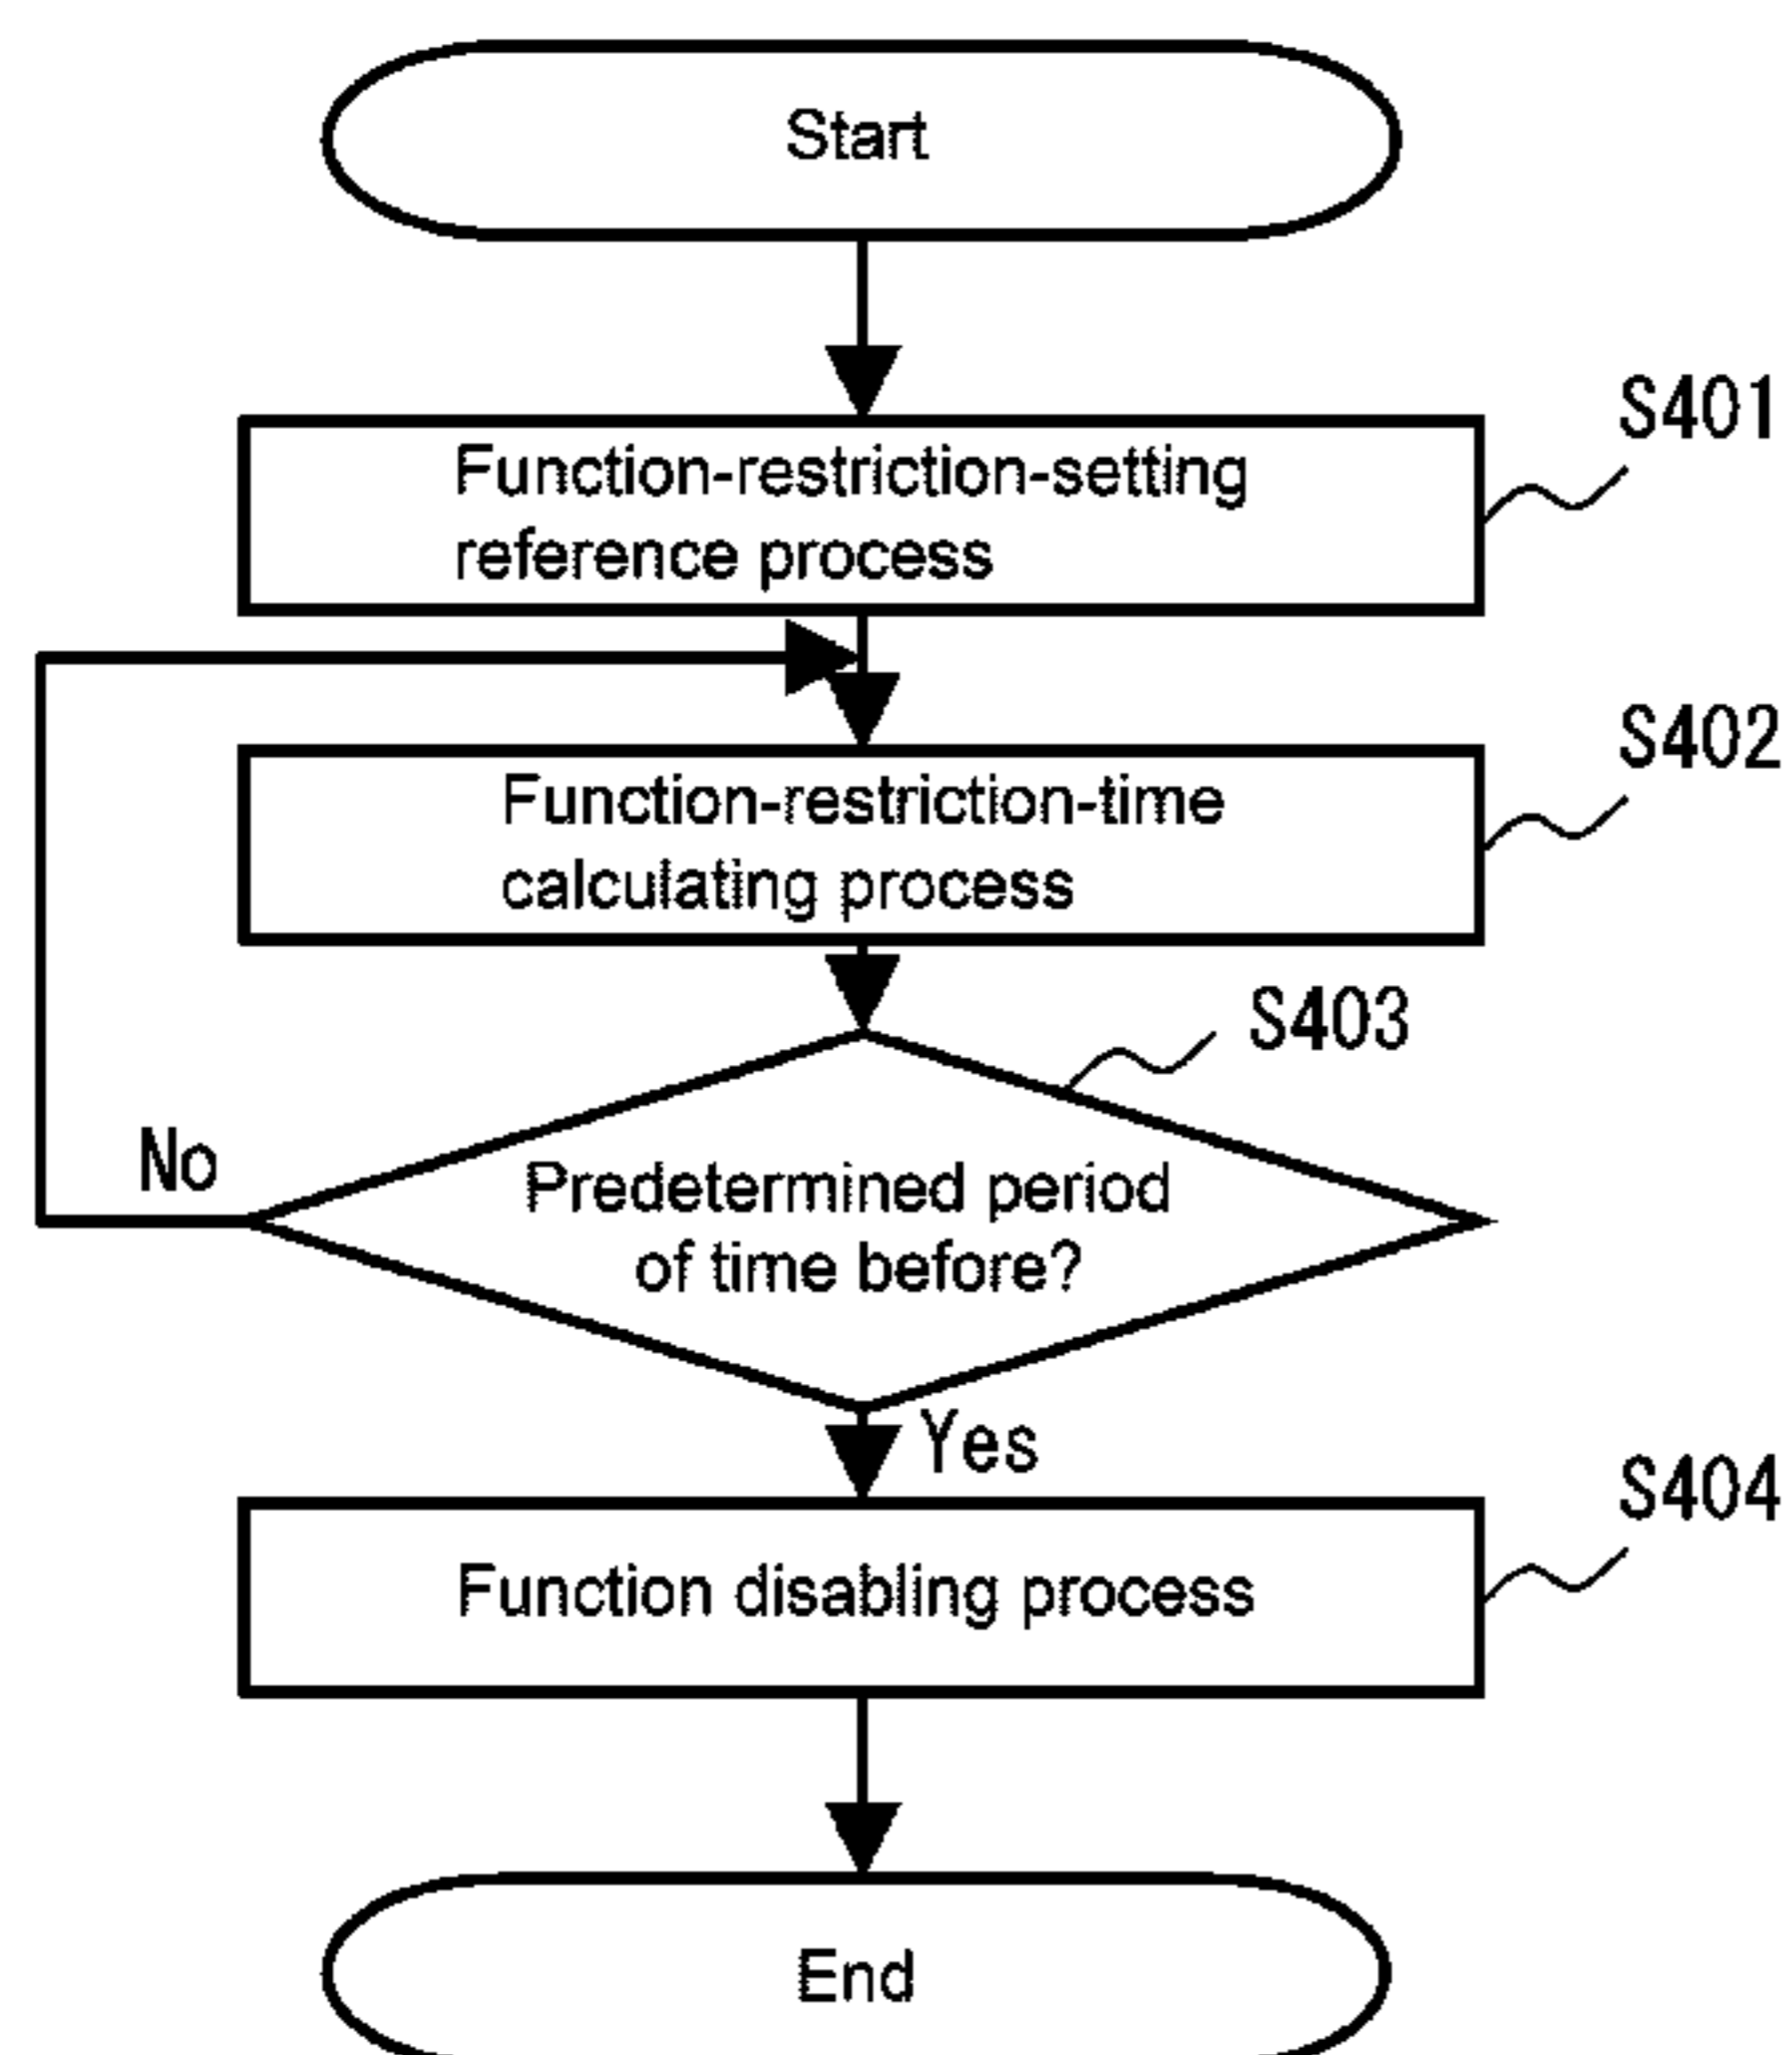 Start
S401
Function-restriction-setting
reference process
S402
Function-restriction-time
calculating process
S403
No
Predetermined period
of time before?
Yes
S404
Function disabling process
End